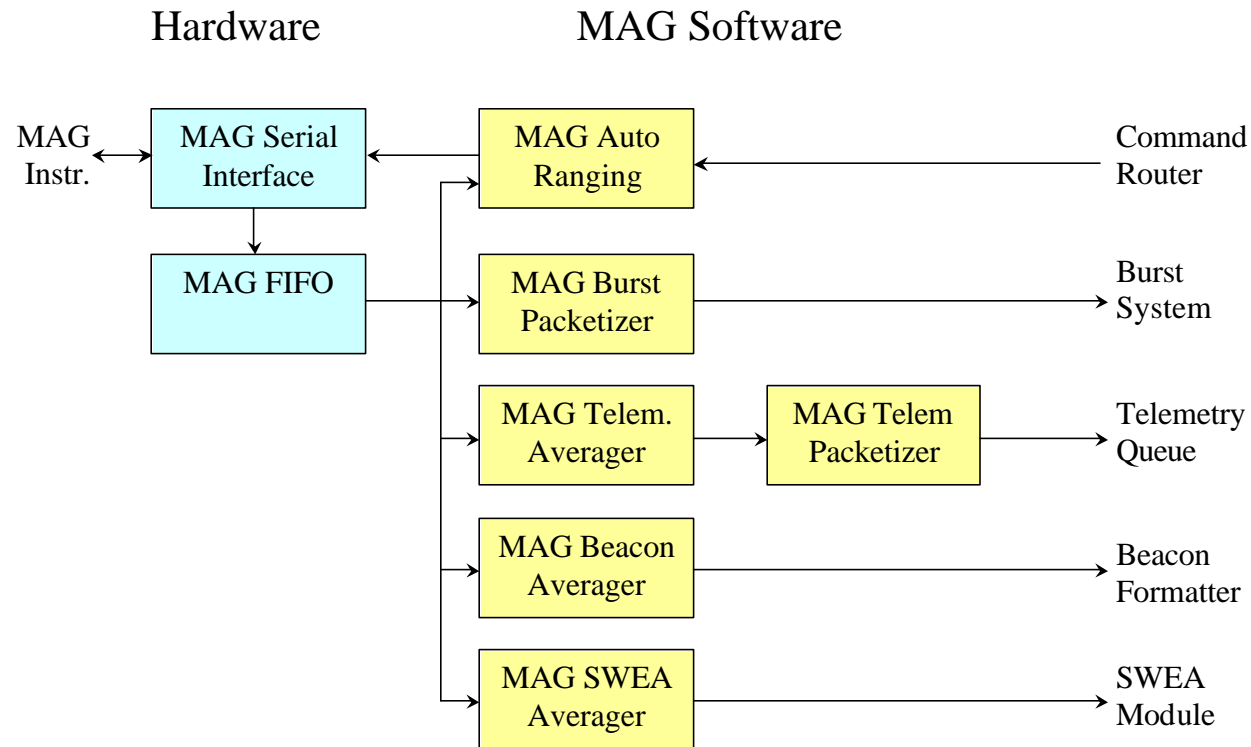 Hardware
MAG Software
MAG
Instr.
MAG Serial
Interface
MAG Auto
Ranging
Command
Router
MAG FIFO
MAG Burst
Packetizer
Burst
System
MAG Telem.
Averager
MAG Telem
Packetizer
Telemetry
Queue
MAG Beacon
Averager
Beacon
Formatter
MAG SWEA
Averager
SWEA
Module